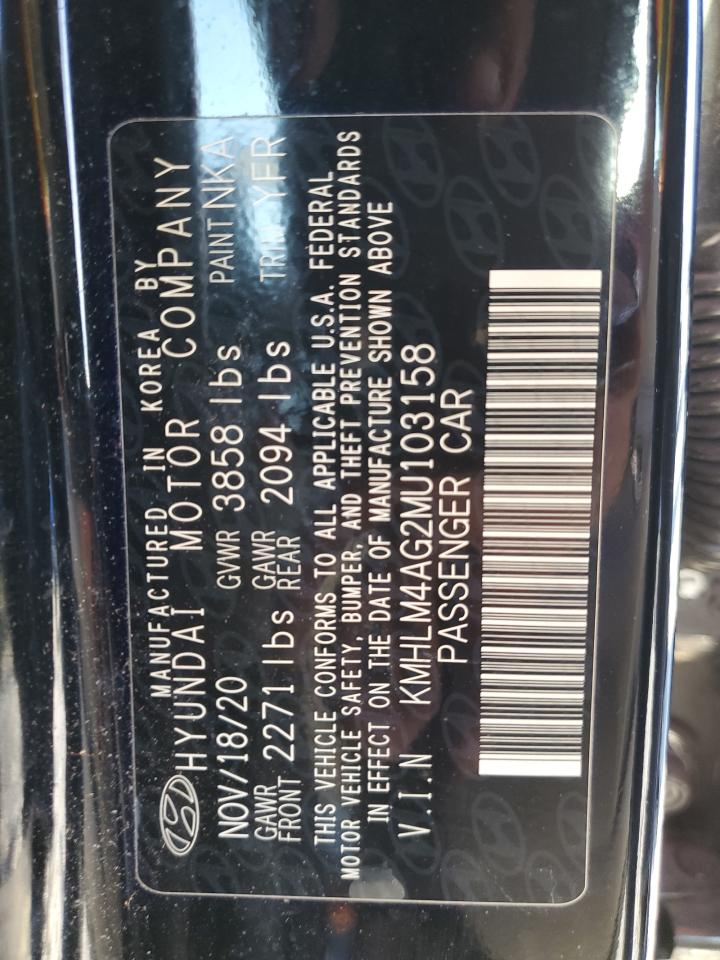 MANUFACTURED IN KOREA BY
HYUNDAI MOTOR COMPANY
NOV/18/20 GVWR 3858 lbs PAINT NKA
GAWR FRONT 2271 lbs GAWR REAR 2094 lbs TRIM YFR
THIS VEHICLE CONFORMS TO ALL APPLICABLE U.S.A. FEDERAL
MOTOR VEHICLE SAFETY, BUMPER, AND THEFT PREVENTION STANDARDS
IN EFFECT ON THE DATE OF MANUFACTURE SHOWN ABOVE
V.I.N KMHLM4AG2MU103158
PASSENGER CAR